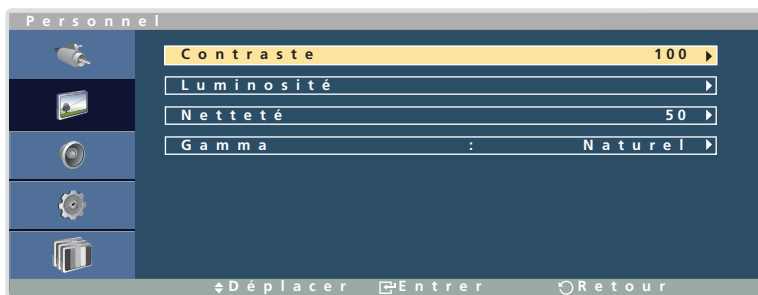 Personnel
Contraste 100
Luminosité
Netteté 50
Gamma : Naturel
Déplacer Entrer Retour